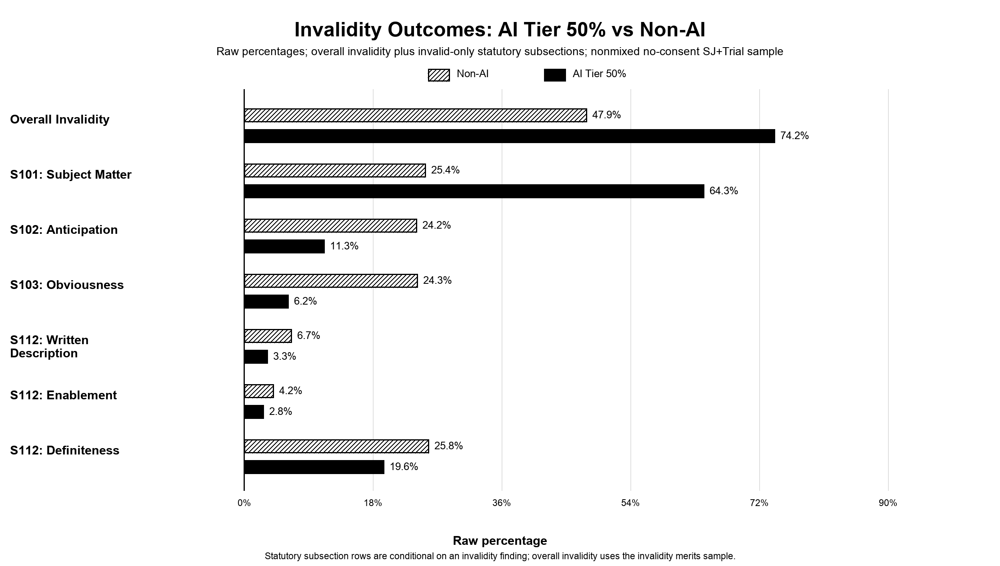 Invalidity Outcomes: AI Tier 50% vs Non-AI
Raw percentages; overall invalidity plus invalid-only statutory subsections; nonmixed no-consent SJ+Trial sample
Non-AI
AI Tier 50%
Overall Invalidity
47.9%
74.2%
S101: Subject Matter
25.4%
64.3%
S102: Anticipation
24.2%
11.3%
S103: Obviousness
24.3%
6.2%
S112: Written
Description
6.7%
3.3%
S112: Enablement
4.2%
2.8%
S112: Definiteness
25.8%
19.6%
0% 18% 36% 54% 72% 90%
Raw percentage
Statutory subsection rows are conditional on an invalidity finding; overall invalidity uses the invalidity merits sample.